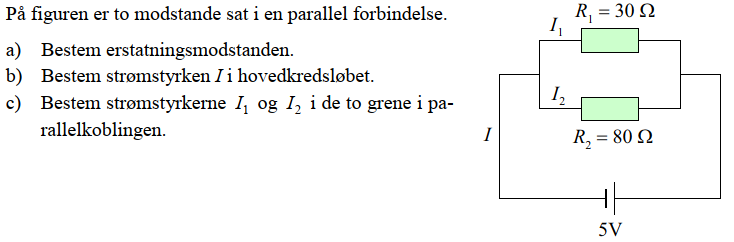 På figuren er to modstande sat i en parallel forbindelse.
a) Bestem erstatningsmodstanden.
b) Bestem strømstyrken I i hovedkredsløbet.
c) Bestem strømstyrkerne I₁ og I₂ i de to grene i pa-
rallelkoblingen.
R₁ = 30 Ω
I₁
I₂
R₂ = 80 Ω
I
5V